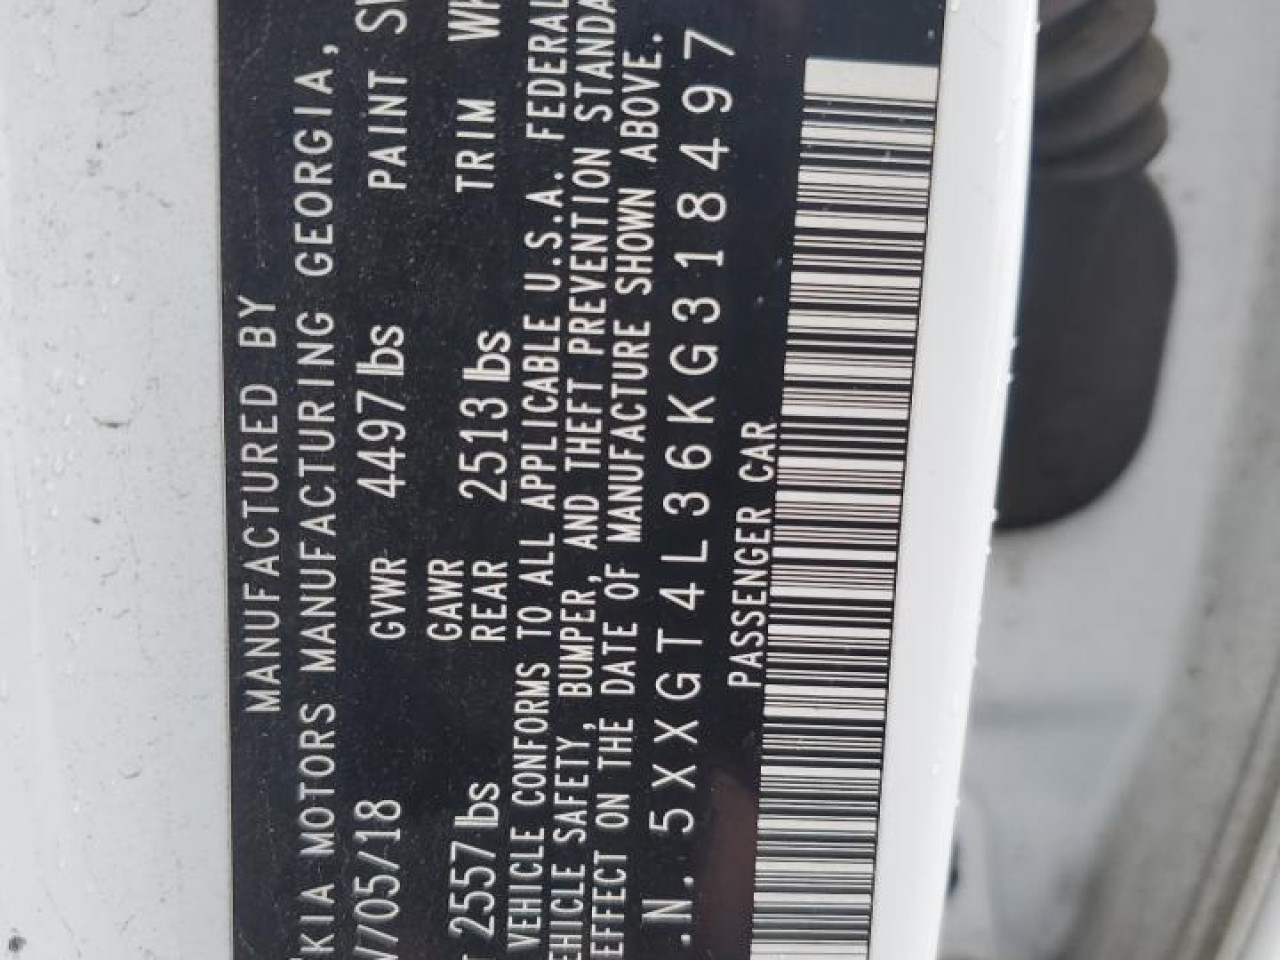 MANUFACTURED BY
KIA MOTORS MANUFACTURING GEORGIA,
/05/18 GVWR 4497 lbs PAINT
GAWR
2557 lbs REAR 2513 lbs TRIM
VEHICLE CONFORMS TO ALL APPLICABLE U.S.A. FEDERAL
SAFETY, BUMPER, AND THEFT PREVENTION
EFFECT ON THE DATE OF MANUFACTURE SHOWN ABOVE.
.N. 5XXGT4L36KG318497
PASSENGER CAR